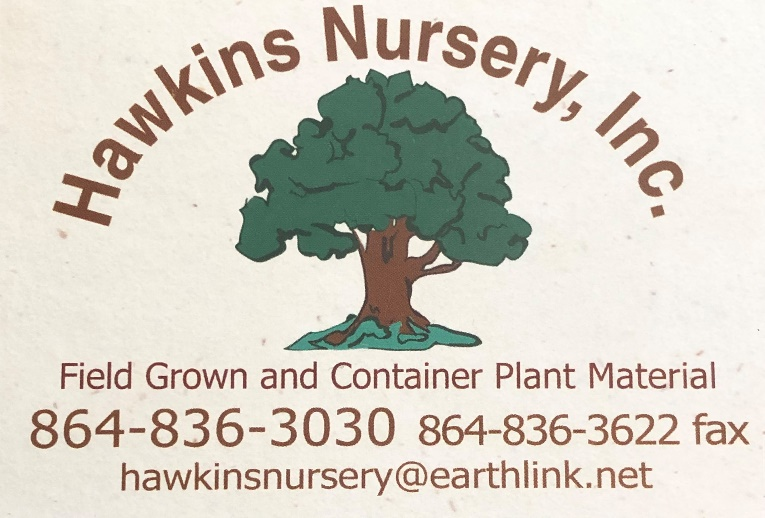 Hawkins Nursery, Inc.
Field Grown and Container Plant Material
864-836-3030 864-836-3622 fax
hawkinsnursery@earthlink.net